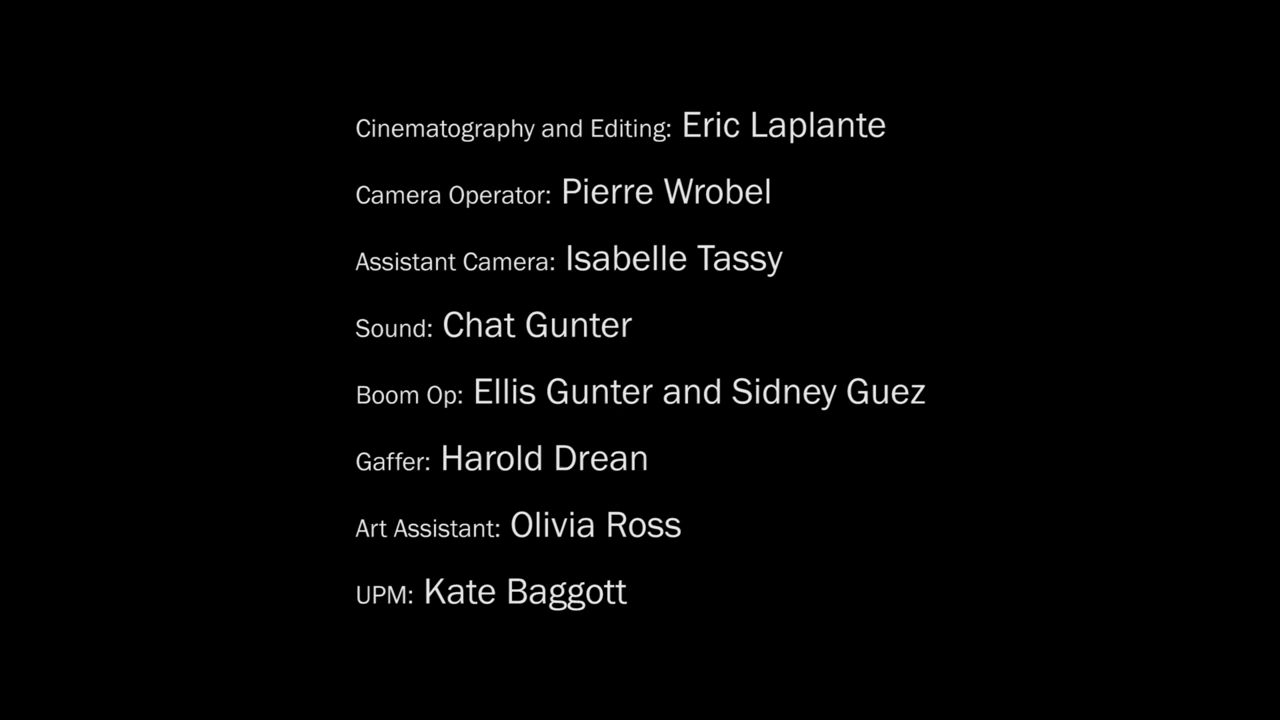 Cinematography and Editing: Eric Laplante
Camera Operator: Pierre Wrobel
Assistant Camera: Isabelle Tassy
Sound: Chat Gunter
Boom Op: Ellis Gunter and Sidney Guez
Gaffer: Harold Drean
Art Assistant: Olivia Ross
UPM: Kate Baggott